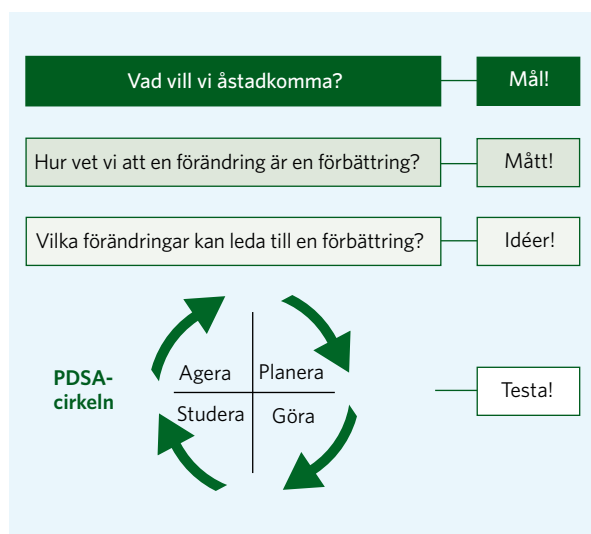 Vad vill vi åstadkomma?
Mål!
Hur vet vi att en förändring är en förbättring?
Mått!
Vilka förändringar kan leda till en förbättring?
Idéer!
PDSA-
cirkeln
Agera
Planera
Studera
Göra
Testa!